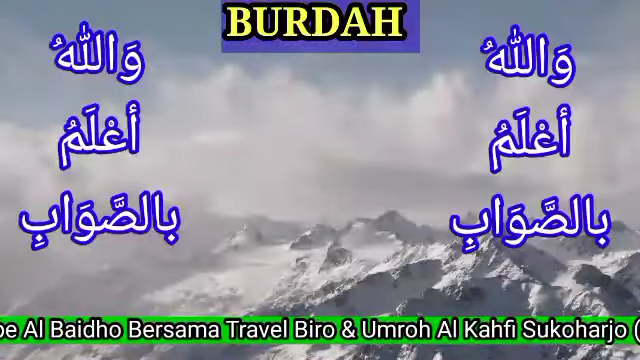 BURDAH
وَاللّٰهُ
أَعْلَمُ
بِالصَّوَابِ
وَاللّٰهُ
أَعْلَمُ
بِالصَّوَابِ
Al Baidho Bersama Travel Biro & Umroh Al Kahfi Sukoharjo (